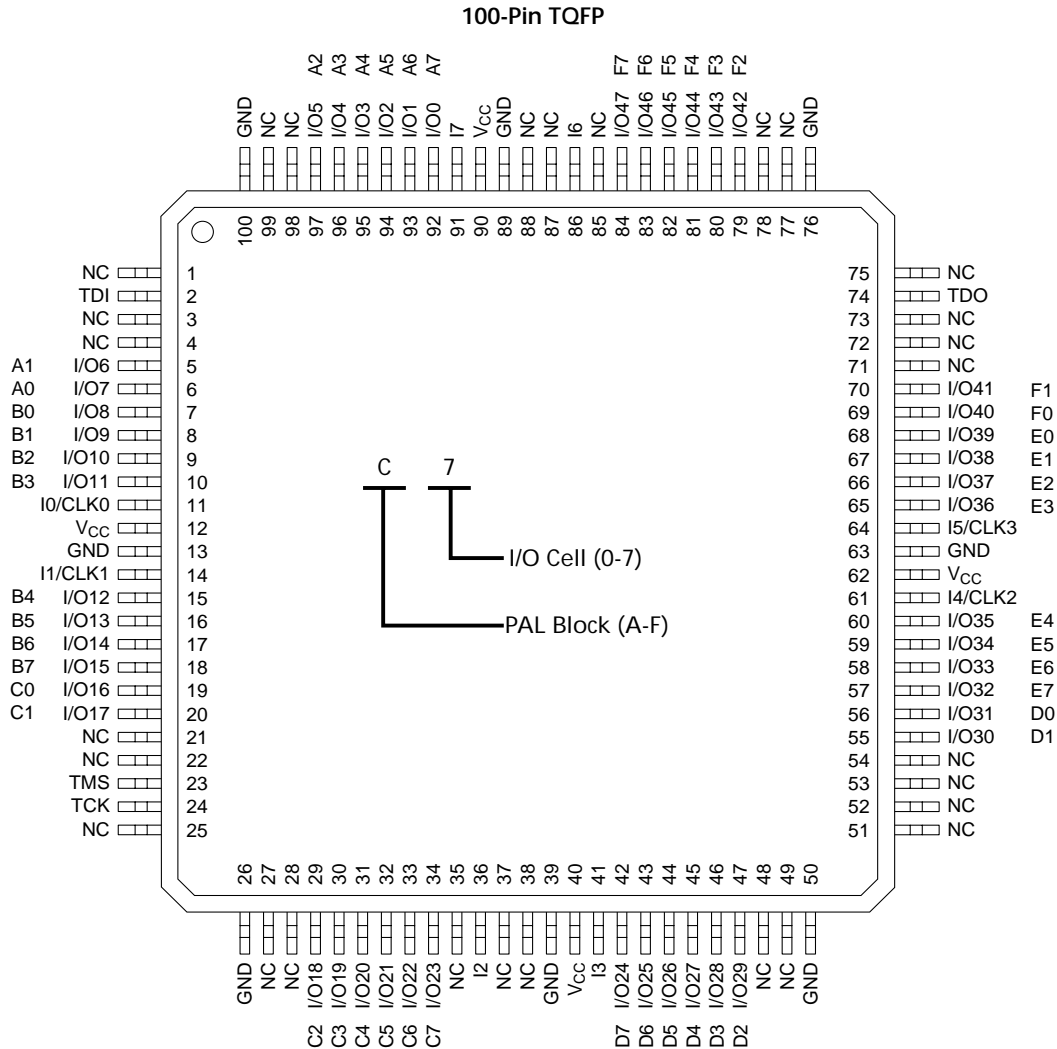 100-Pin TQFP
A2 A3 A4 A5 A6 A7 F7 F6 F5 F4 F3 F2
GND NC NC I/O5 I/O4 I/O3 I/O2 I/O1 I/O0 I7 VCC GND NC NC I6 NC I/O47 I/O46 I/O45 I/O44 I/O43 I/O42 NC NC GND
100 99 98 97 96 95 94 93 92 91 90 89 88 87 86 85 84 83 82 81 80 79 78 77 76
NC 1 75 NC
TDI 2 74 TDO
NC 3 73 NC
NC 4 72 NC
A1 I/O6 5 71 NC
A0 I/O7 6 70 I/O41 F1
B0 I/O8 7 69 I/O40 F0
B1 I/O9 8 68 I/O39 E0
B2 I/O10 9 67 I/O38 E1
B3 I/O11 10 66 I/O37 E2
I0/CLK0 11 65 I/O36 E3
VCC 12 64 I5/CLK3
GND 13 63 GND
I1/CLK1 14 62 VCC
B4 I/O12 15 61 I4/CLK2
B5 I/O13 16 60 I/O35 E4
B6 I/O14 17 59 I/O34 E5
B7 I/O15 18 58 I/O33 E6
C0 I/O16 19 57 I/O32 E7
C1 I/O17 20 56 I/O31 D0
NC 21 55 I/O30 D1
NC 22 54 NC
TMS 23 53 NC
TCK 24 52 NC
NC 25 51 NC
C 7
I/O Cell (0-7)
PAL Block (A-F)
26 27 28 29 30 31 32 33 34 35 36 37 38 39 40 41 42 43 44 45 46 47 48 49 50
GND NC NC I/O18 I/O19 I/O20 I/O21 I/O22 I/O23 NC I2 NC NC GND VCC I3 I/O24 I/O25 I/O26 I/O27 I/O28 I/O29 NC NC GND
C2 C3 C4 C5 C6 C7 D7 D6 D5 D4 D3 D2